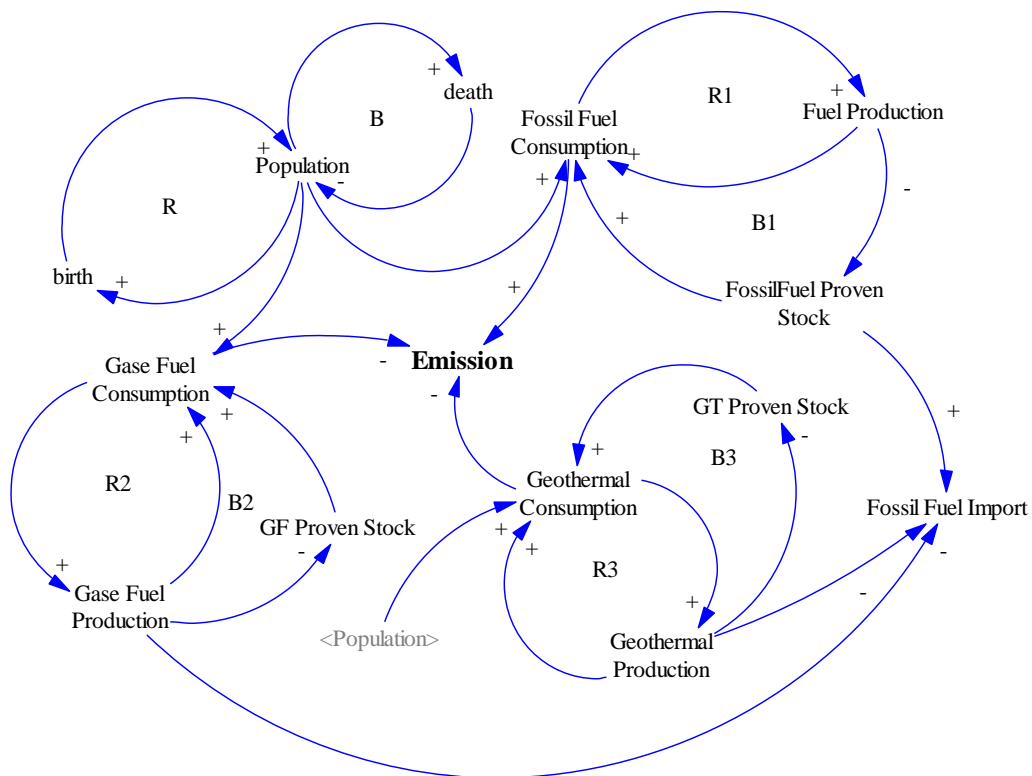 +
death
B
R1
+
Fuel Production
Fossil Fuel
Consumption
+
+
Population
-
+
-
R
B1
+
birth
+
+
FossilFuel Proven
Stock
+
Gase Fuel
Consumption
-
Emission
-
+
+
GT Proven Stock
-
+
B3
+
R2
B2
GF Proven Stock
-
Geothermal
Consumption
+
+
Fossil Fuel Import
-
R3
+
Gase Fuel
Production
<Population>
+
-
Geothermal
Production